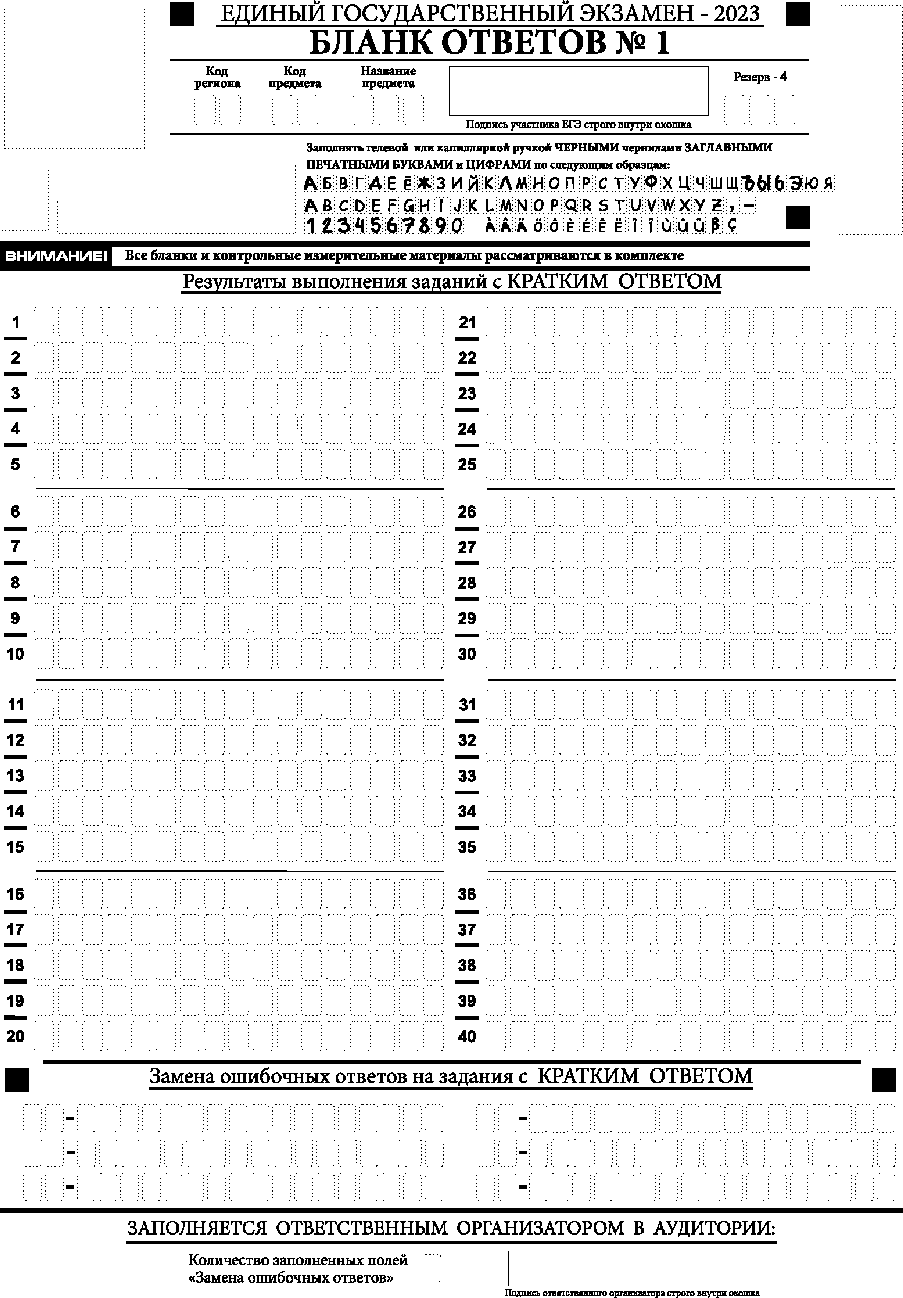 ЕДИНЫЙ ГОСУДАРСТВЕННЫЙ ЭКЗАМЕН - 2023
БЛАНК ОТВЕТОВ № 1
Код региона
Код предмета
Название предмета
Резерв - 4
Подпись участника ЕГЭ строго внутри окошка
Заполнять гелевой или капиллярной ручкой ЧЕРНЫМИ чернилами ЗАГЛАВНЫМИ
ПЕЧАТНЫМИ БУКВАМИ и ЦИФРАМИ по следующим образцам:
А Б В Г Д Е Ё Ж З И Й К Л М Н О П Р С Т У Ф Х Ц Ч Ш Щ Ъ Ы Ь Э Ю Я
A B C D E F G H I J K L M N O P Q R S T U V W X Y Z , -
1 2 3 4 5 6 7 8 9 0
ВНИМАНИЕ! Все бланки и контрольные измерительные материалы рассматриваются в комплекте
Результаты выполнения заданий с КРАТКИМ ОТВЕТОМ
1 21
2 22
3 23
4 24
5 25
6 26
7 27
8 28
9 29
10 30
11 31
12 32
13 33
14 34
15 35
16 36
17 37
18 38
19 39
20 40
Замена ошибочных ответов на задания с КРАТКИМ ОТВЕТОМ
- -
- -
- -
ЗАПОЛНЯЕТСЯ ОТВЕТСТВЕННЫМ ОРГАНИЗАТОРОМ В АУДИТОРИИ:
Количество заполненных полей
«Замена ошибочных ответов»
Подпись ответственного организатора строго внутри окошка